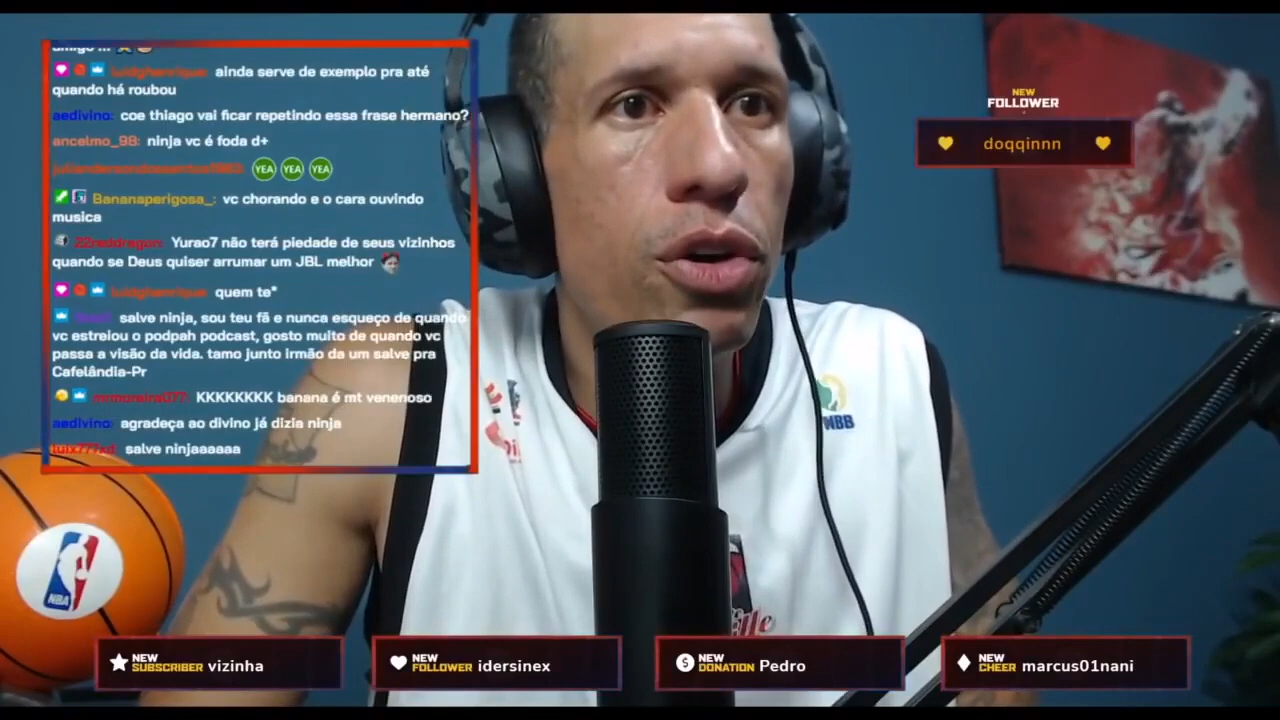 luidghenrique: ainda serve de exemplo pra até
quando há roubou
aedivino: coe thiago vai ficar repetindo essa frase hermano?
ancelmo_98: ninja vc é foda d+
YEA YEA YEA
Bananaperigosa_: vc chorando e o cara ouvindo
musica
22reddragon: Yurao7 não terá piedade de seus vizinhos
quando se Deus quiser arrumar um JBL melhor
luidghenrique: quem te*
salve ninja, sou teu fã e nunca esqueço de quando
vc estreiou o podpah podcast, gosto muito de quando vc
passa a visão da vida. tamo junto irmão da um salve pra
Cafelândia-Pr
KKKKKKKK banana é mt venenoso
aedivino: agradeça ao divino já dizia ninja
luix777xd: salve ninjaaaaaa
NEW
FOLLOWER
doqqinnn
NBB
NBA
NEW
SUBSCRIBER vizinha
NEW
FOLLOWER idersinex
NEW
DONATION Pedro
NEW
CHEER marcus01nani